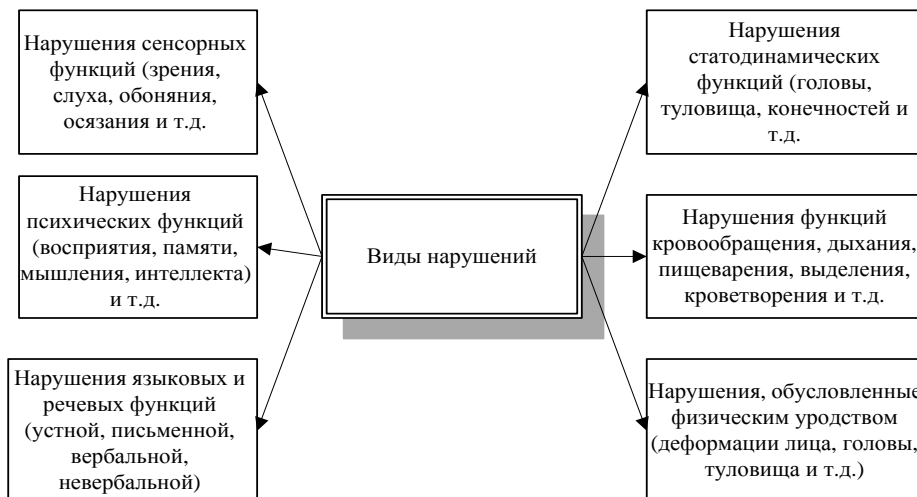 Нарушения сенсорных
функций (зрения,
слуха, обоняния,
осязания и т.д.
Нарушения
психических функций
(восприятия, памяти,
мышления, интеллекта)
и т.д.
Нарушения языковых и
речевых функций
(устной, письменной,
вербальной,
невербальной)
Виды нарушений
Нарушения
статодинамических
функций (головы,
туловища, конечностей и
т.д.
Нарушения функций
кровообращения, дыхания,
пищеварения, выделения,
кроветворения и т.д.
Нарушения, обусловленные
физическим уродством
(деформации лица, головы,
туловища и т.д.)